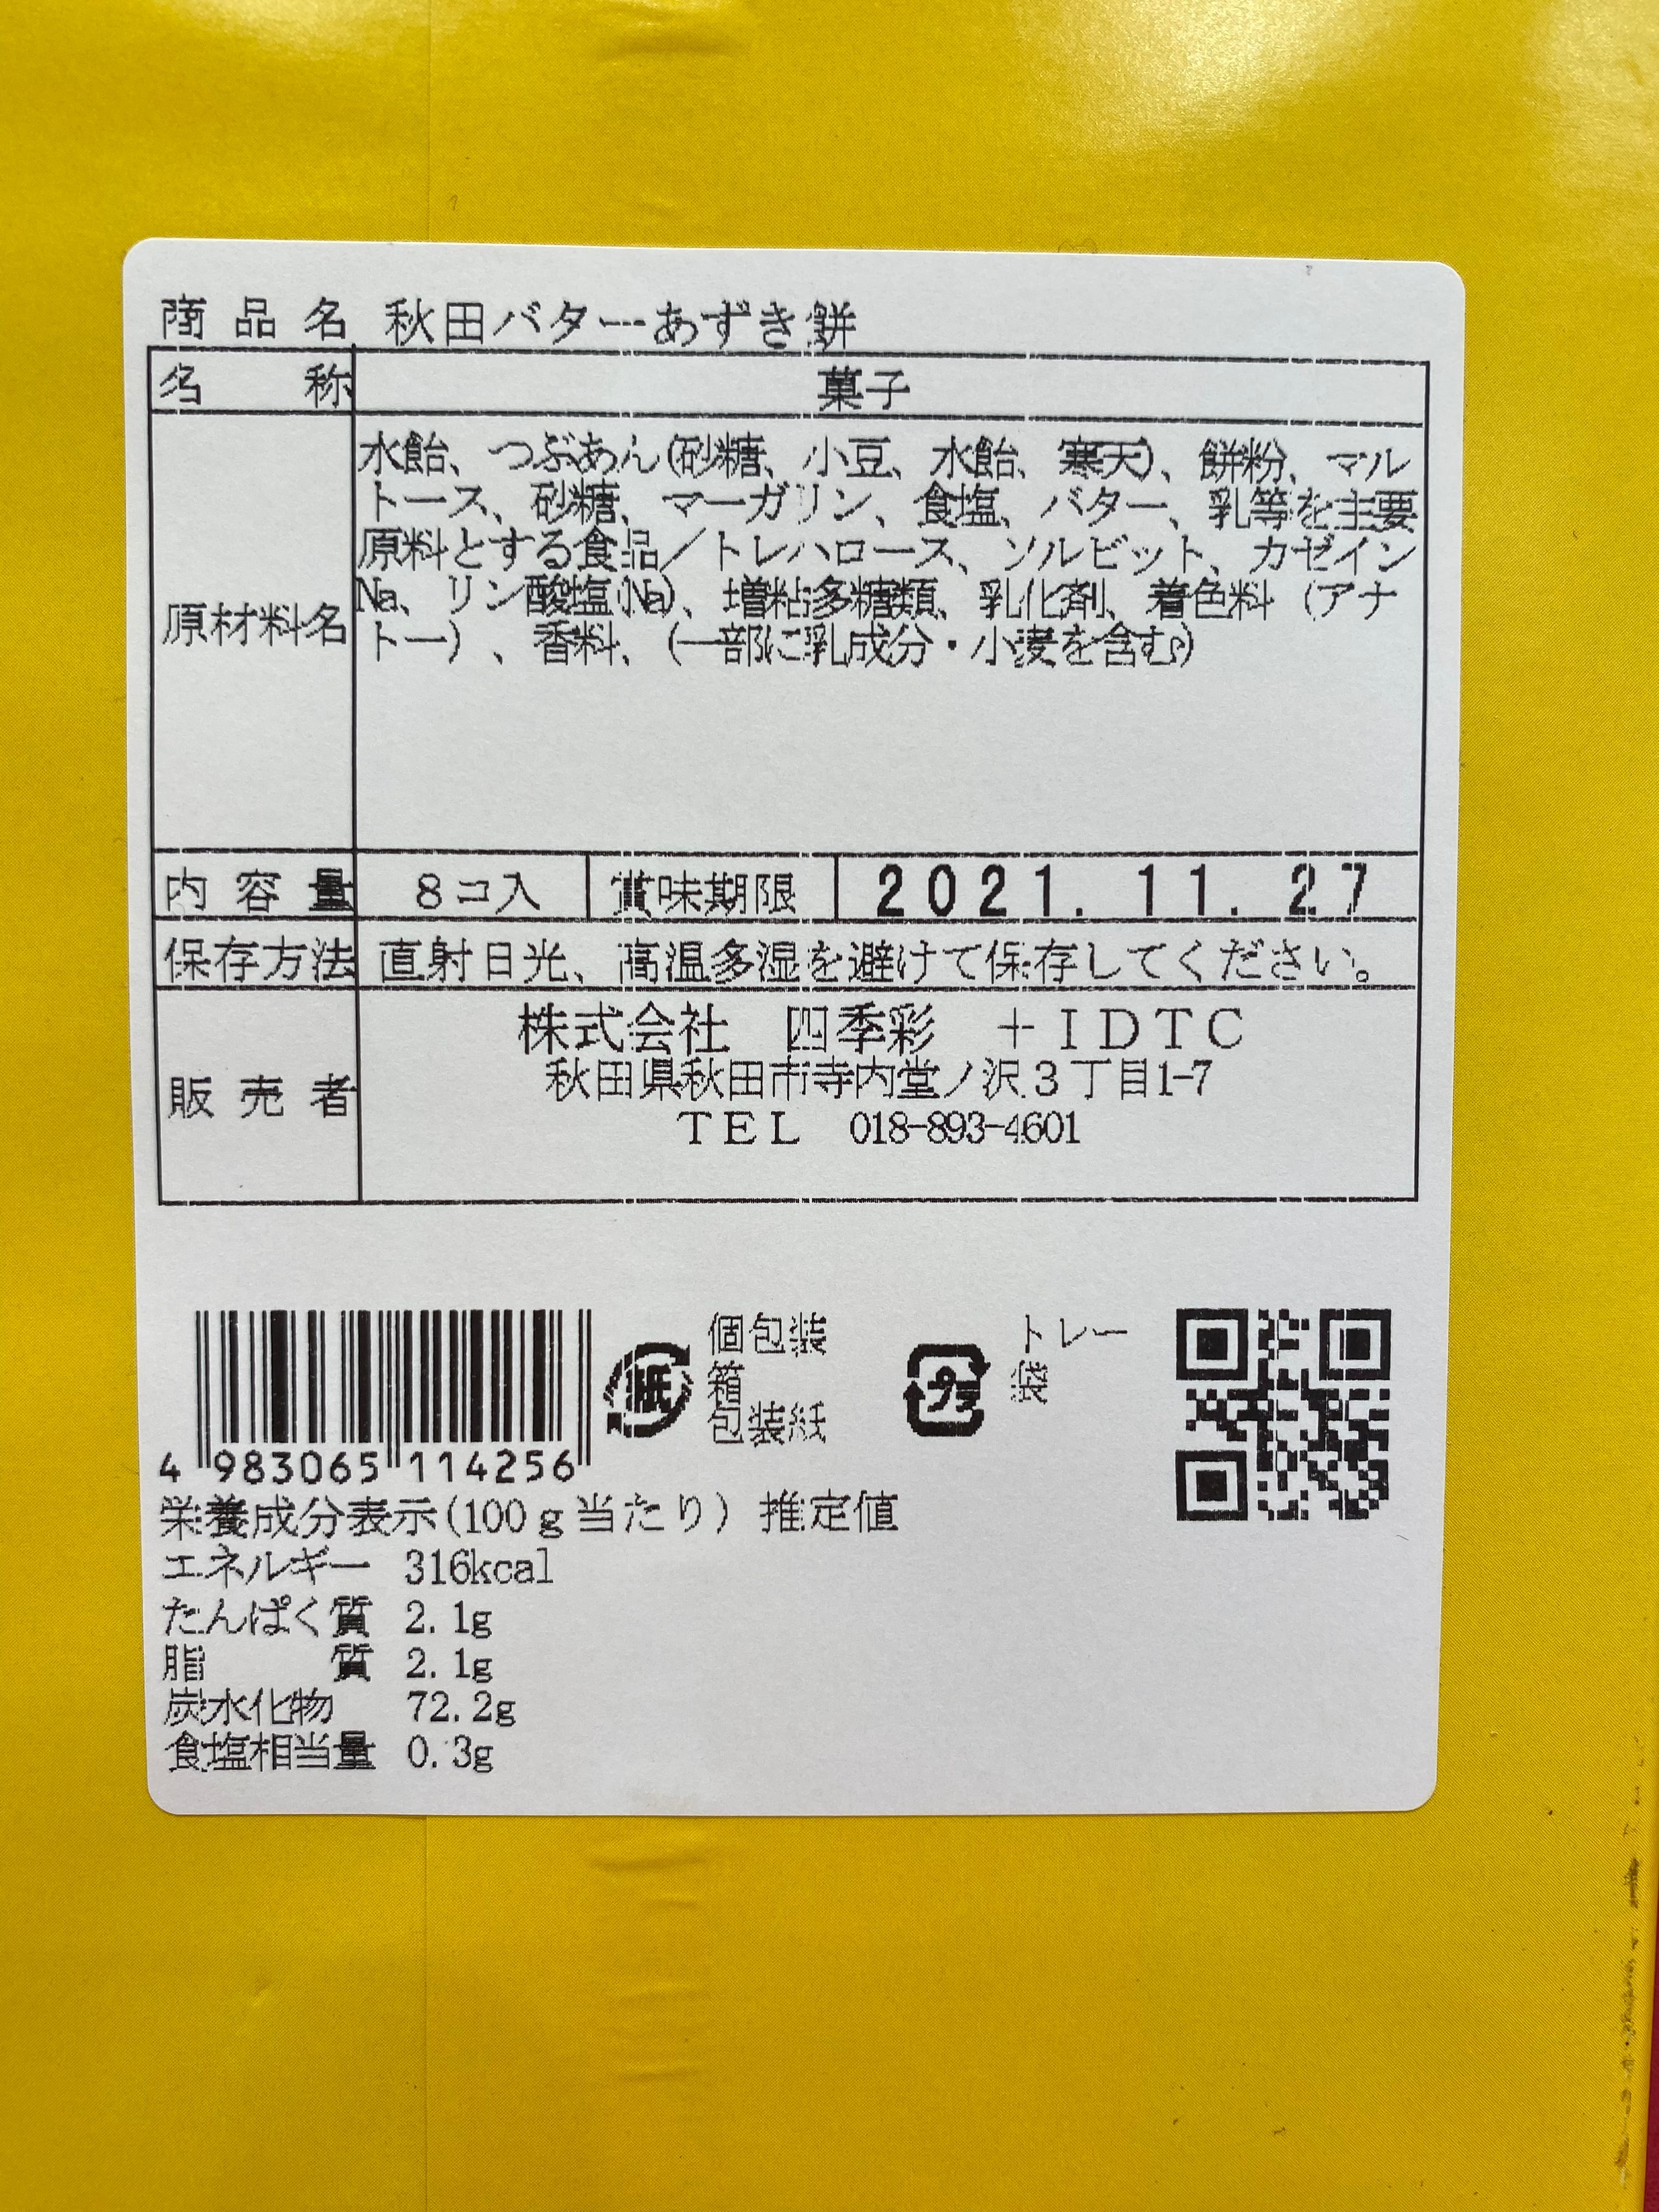 商品名 秋田バターあずき餅
名称 菓子
原材料名
水飴、つぶあん(砂糖、小豆、水飴、寒天)、餅粉、マル
トース、砂糖、マーガリン、食塩、バター、乳等を主要
原料とする食品／トレハロース、ソルビット、カゼイン
Na、リン酸塩(Na)、増粘多糖類、乳化剤、着色料（アナ
トー）、香料、(一部に乳成分・小麦を含む)
内容量 8コ入 賞味期限 2021.11.27
保存方法 直射日光、高温多湿を避けて保存してください。
販売者
株式会社 四季彩 +IDTC
秋田県秋田市寺内堂ノ沢3丁目1-7
TEL 018-893-4601
紙 個包装
箱
包装紙
プラ トレー
袋
4 983065 114256
栄養成分表示(100g当たり) 推定値
エネルギー 316kcal
たんぱく質 2.1g
脂質 2.1g
炭水化物 72.2g
食塩相当量 0.3g